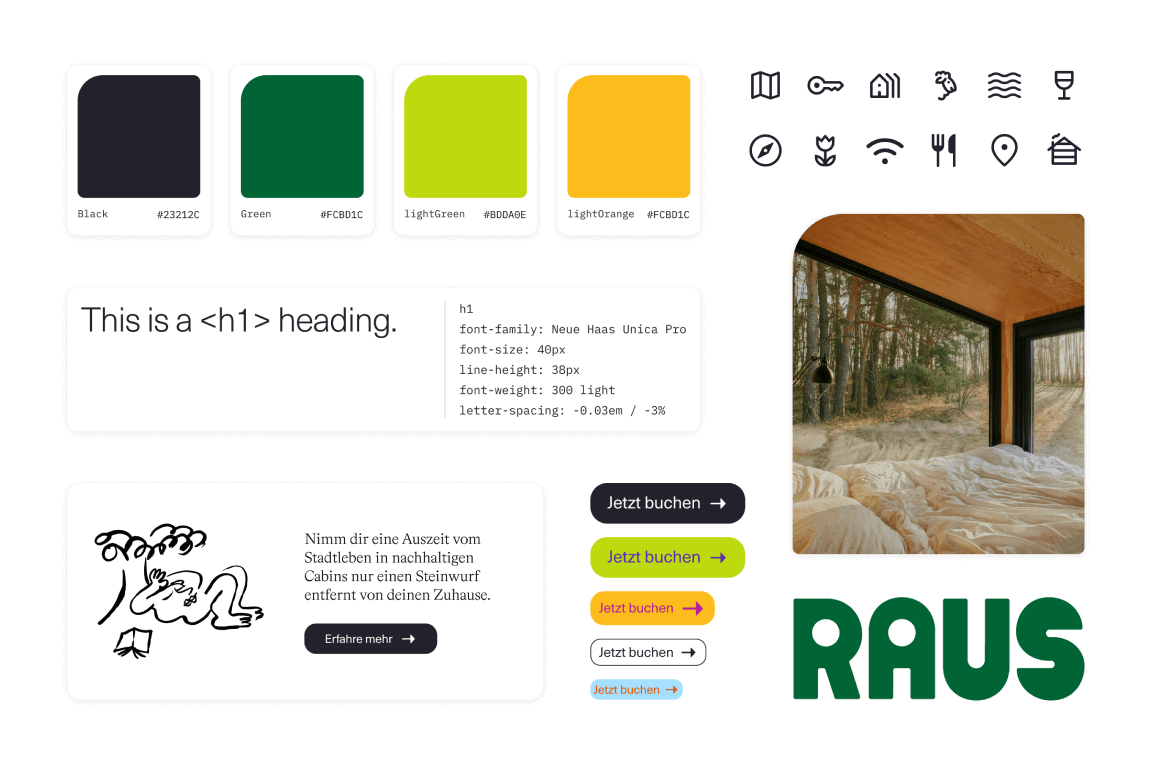 Black #23212C
Green #FCBD1C
lightGreen #BDDA0E
lightOrange #FCBD1C
This is a <h1> heading.
h1
font-family: Neue Haas Unica Pro
font-size: 40px
line-height: 38px
font-weight: 300 light
letter-spacing: -0.03em / -3%
Nimm dir eine Auszeit vom
Stadtleben in nachhaltigen
Cabins nur einen Steinwurf
entfernt von deinen Zuhause.
Erfahre mehr
Jetzt buchen
Jetzt buchen
Jetzt buchen
Jetzt buchen
Jetzt buchen
RAUS